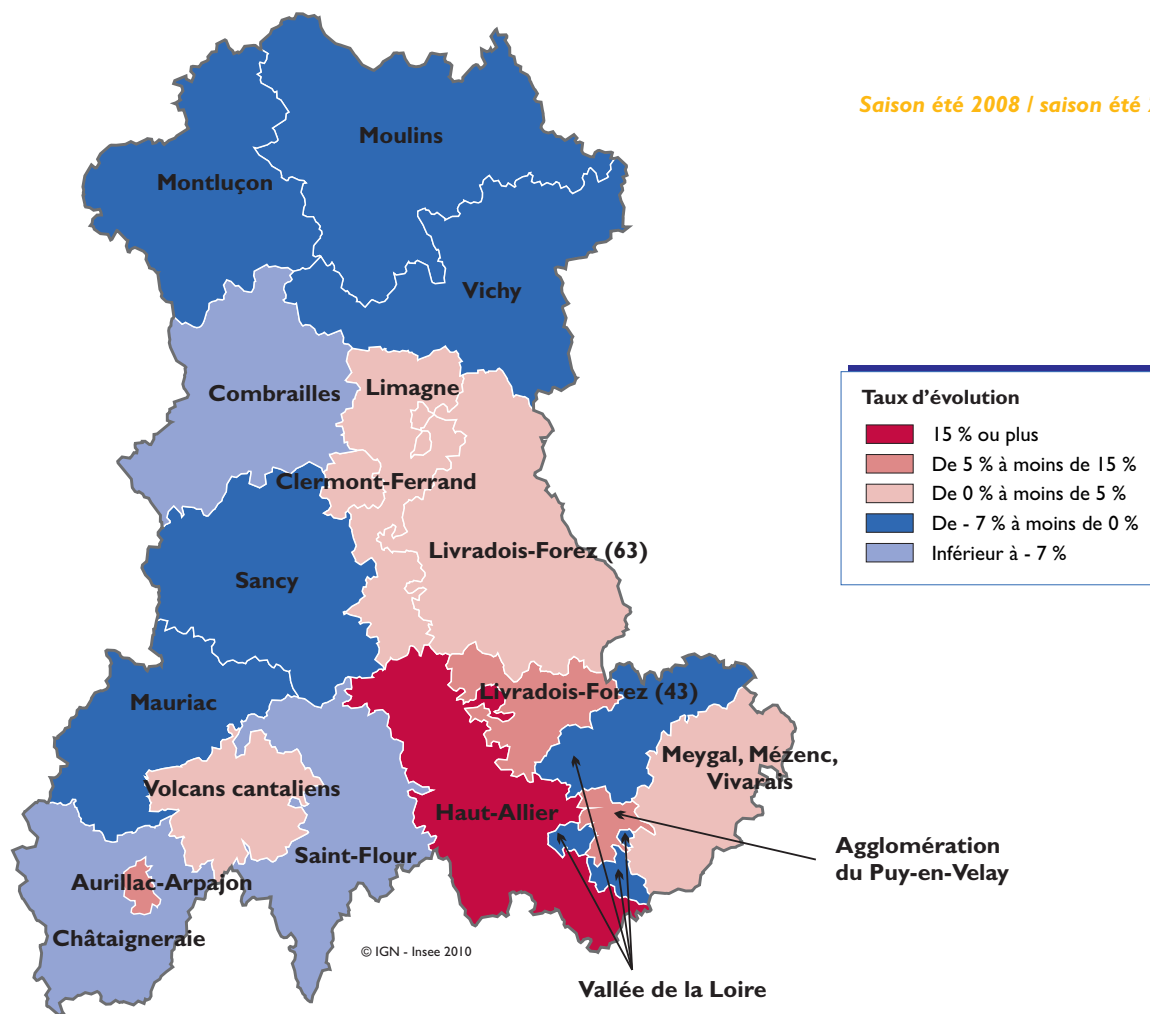 Saison été 2008 / saison été
Moulins
Montluçon
Vichy
Combrailles
Limagne
Taux d'évolution
15 % ou plus
De 5 % à moins de 15 %
De 0 % à moins de 5 %
De - 7 % à moins de 0 %
Inférieur à - 7 %
Clermont-Ferrand
Livradois-Forez (63)
Sancy
Mauriac
Livradois-Forez (43)
Meygal, Mézenc,
Vivarais
Volcans cantaliens
Haut-Allier
Saint-Flour
Agglomération
du Puy-en-Velay
Aurillac-Arpajon
Châtaigneraie
© IGN - Insee 2010
Vallée de la Loire